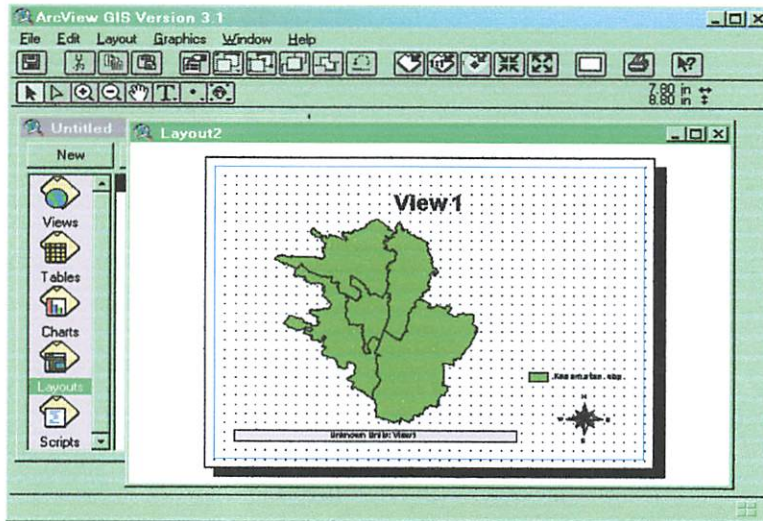 ArcView GIS Version 3.1
File Edit Layout Graphics Window Help
7.80 in
8.80 in
Untitled
Layout2
New
Views
Tables
Charts
Layouts
Scripts
View1
Unknown Units: View1
N
S